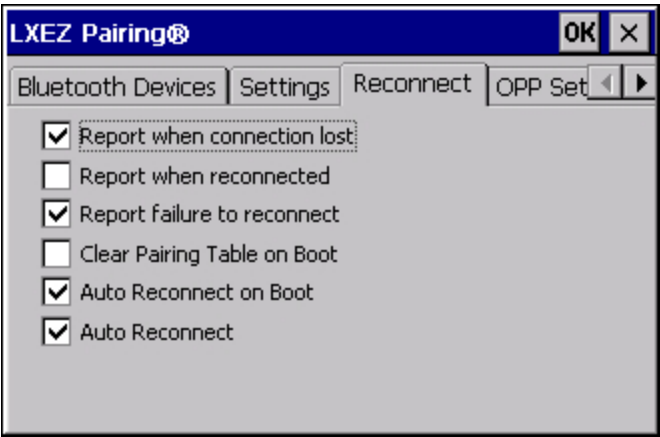 LXEZ Pairing® OK ×
Bluetooth Devices Settings Reconnect OPP Set
Report when connection lost
Report when reconnected
Report failure to reconnect
Clear Pairing Table on Boot
Auto Reconnect on Boot
Auto Reconnect